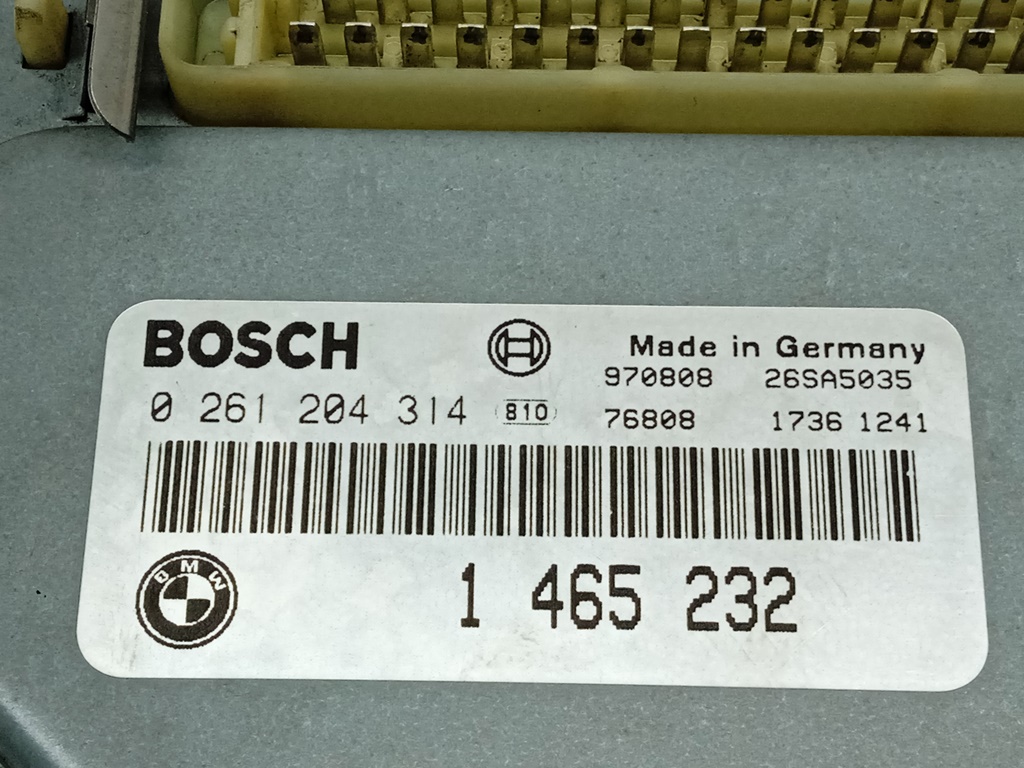 BOSCH
Made in Germany
970808 26SA5035
0 261 204 314 810 76808 1736 1241
BMW
1 465 232